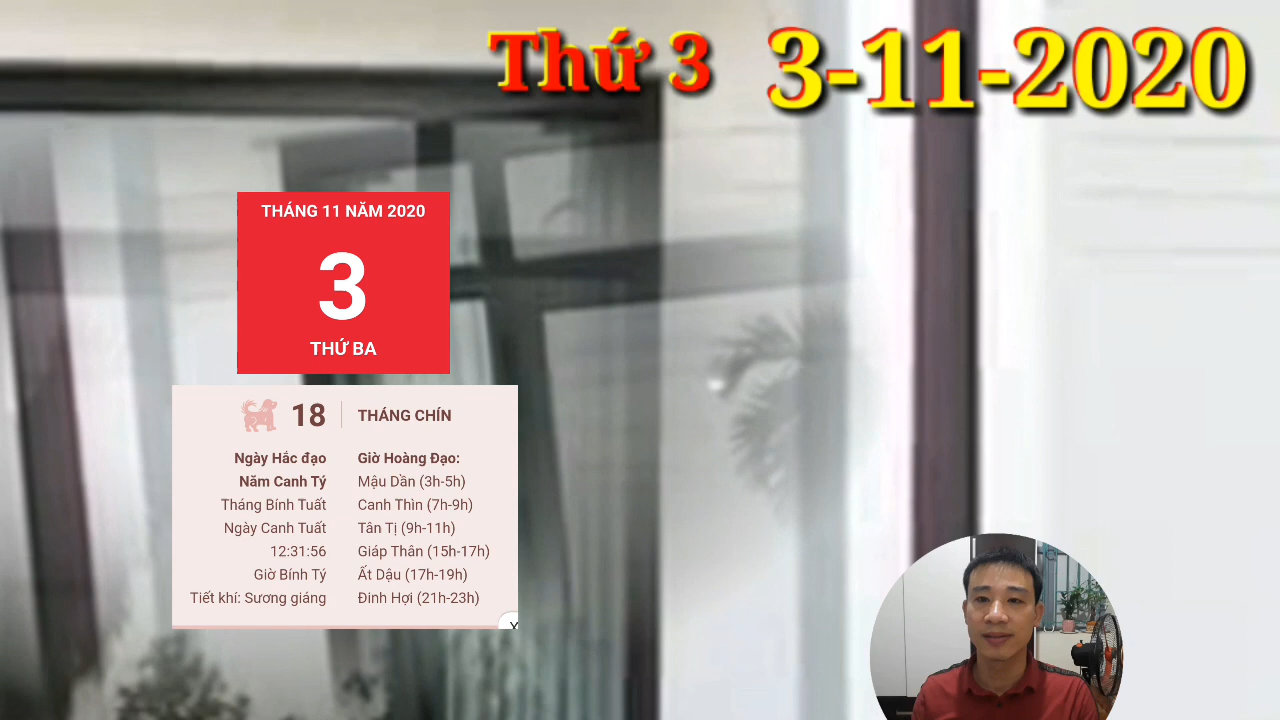 Thứ 3 3-11-2020
THÁNG 11 NĂM 2020
3
THỨ BA
18 THÁNG CHÍN
Ngày Hắc đạo
Năm Canh Tý
Tháng Bính Tuất
Ngày Canh Tuất
12:31:56
Giờ Bính Tý
Tiết khí: Sương giáng
Giờ Hoàng Đạo:
Mậu Dần (3h-5h)
Canh Thìn (7h-9h)
Tân Tị (9h-11h)
Giáp Thân (15h-17h)
Ất Dậu (17h-19h)
Đinh Hợi (21h-23h)
X